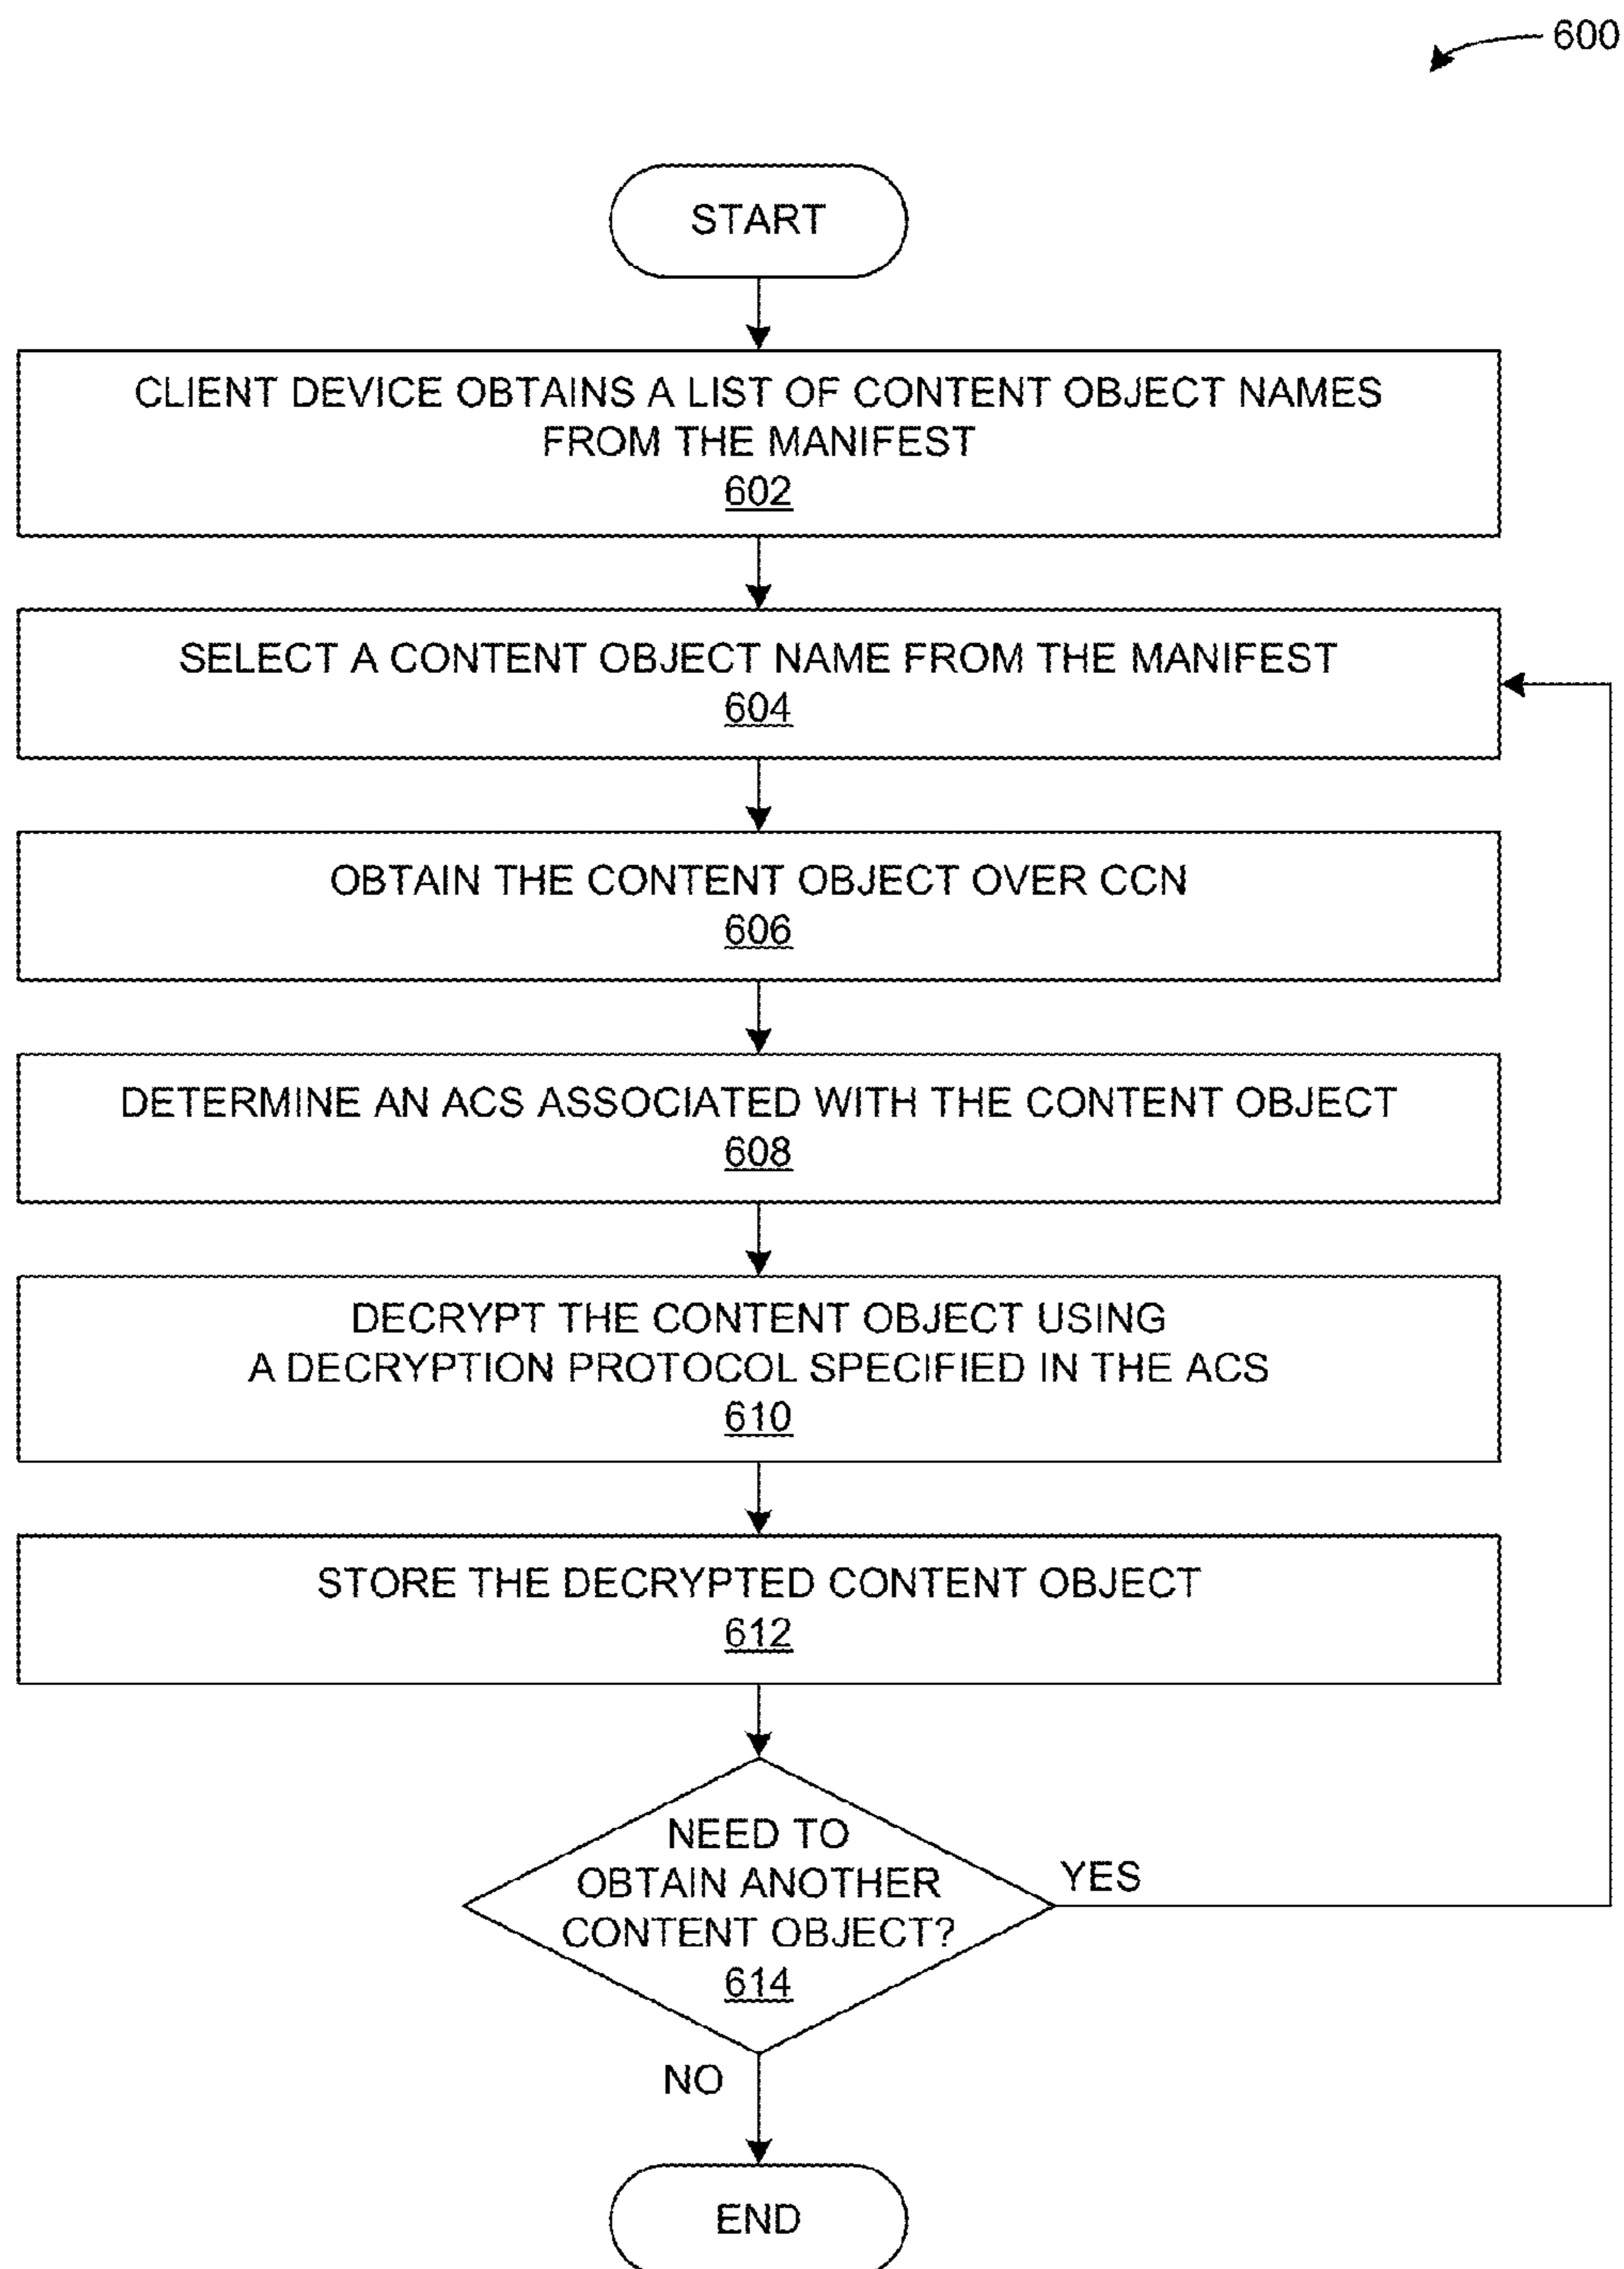 600
START
CLIENT DEVICE OBTAINS A LIST OF CONTENT OBJECT NAMES
FROM THE MANIFEST
602
SELECT A CONTENT OBJECT NAME FROM THE MANIFEST
604
OBTAIN THE CONTENT OBJECT OVER CCN
606
DETERMINE AN ACS ASSOCIATED WITH THE CONTENT OBJECT
608
DECRYPT THE CONTENT OBJECT USING
A DECRYPTION PROTOCOL SPECIFIED IN THE ACS
610
STORE THE DECRYPTED CONTENT OBJECT
612
NEED TO
OBTAIN ANOTHER
CONTENT OBJECT?
614
YES
NO
END